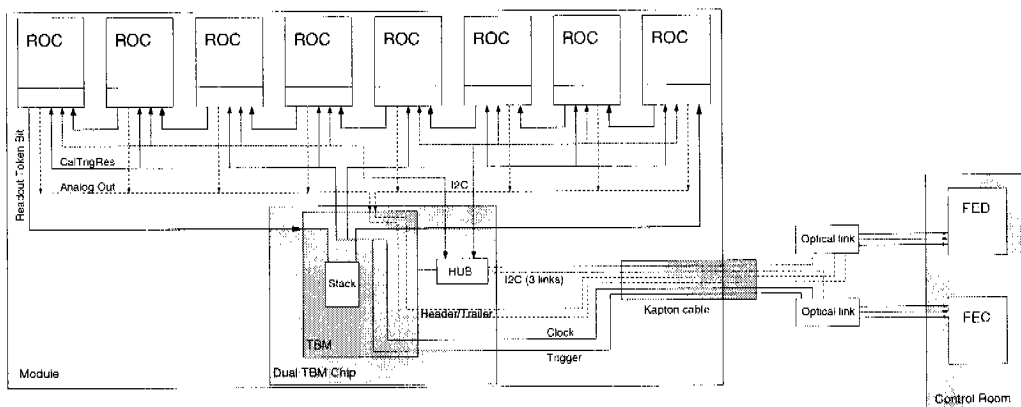 ROC ROC ROC ROC ROC ROC ROC ROC
Readout Token Bit
CalTrigRes
Analog Out
I2C
FED
Optical link
HUB
Stack
I2C (3 links)
Header/Trailer
Kapton cable
Optical link
FEC
Clock
TBM
Trigger
Module
Dual TBM Chip
Control Room